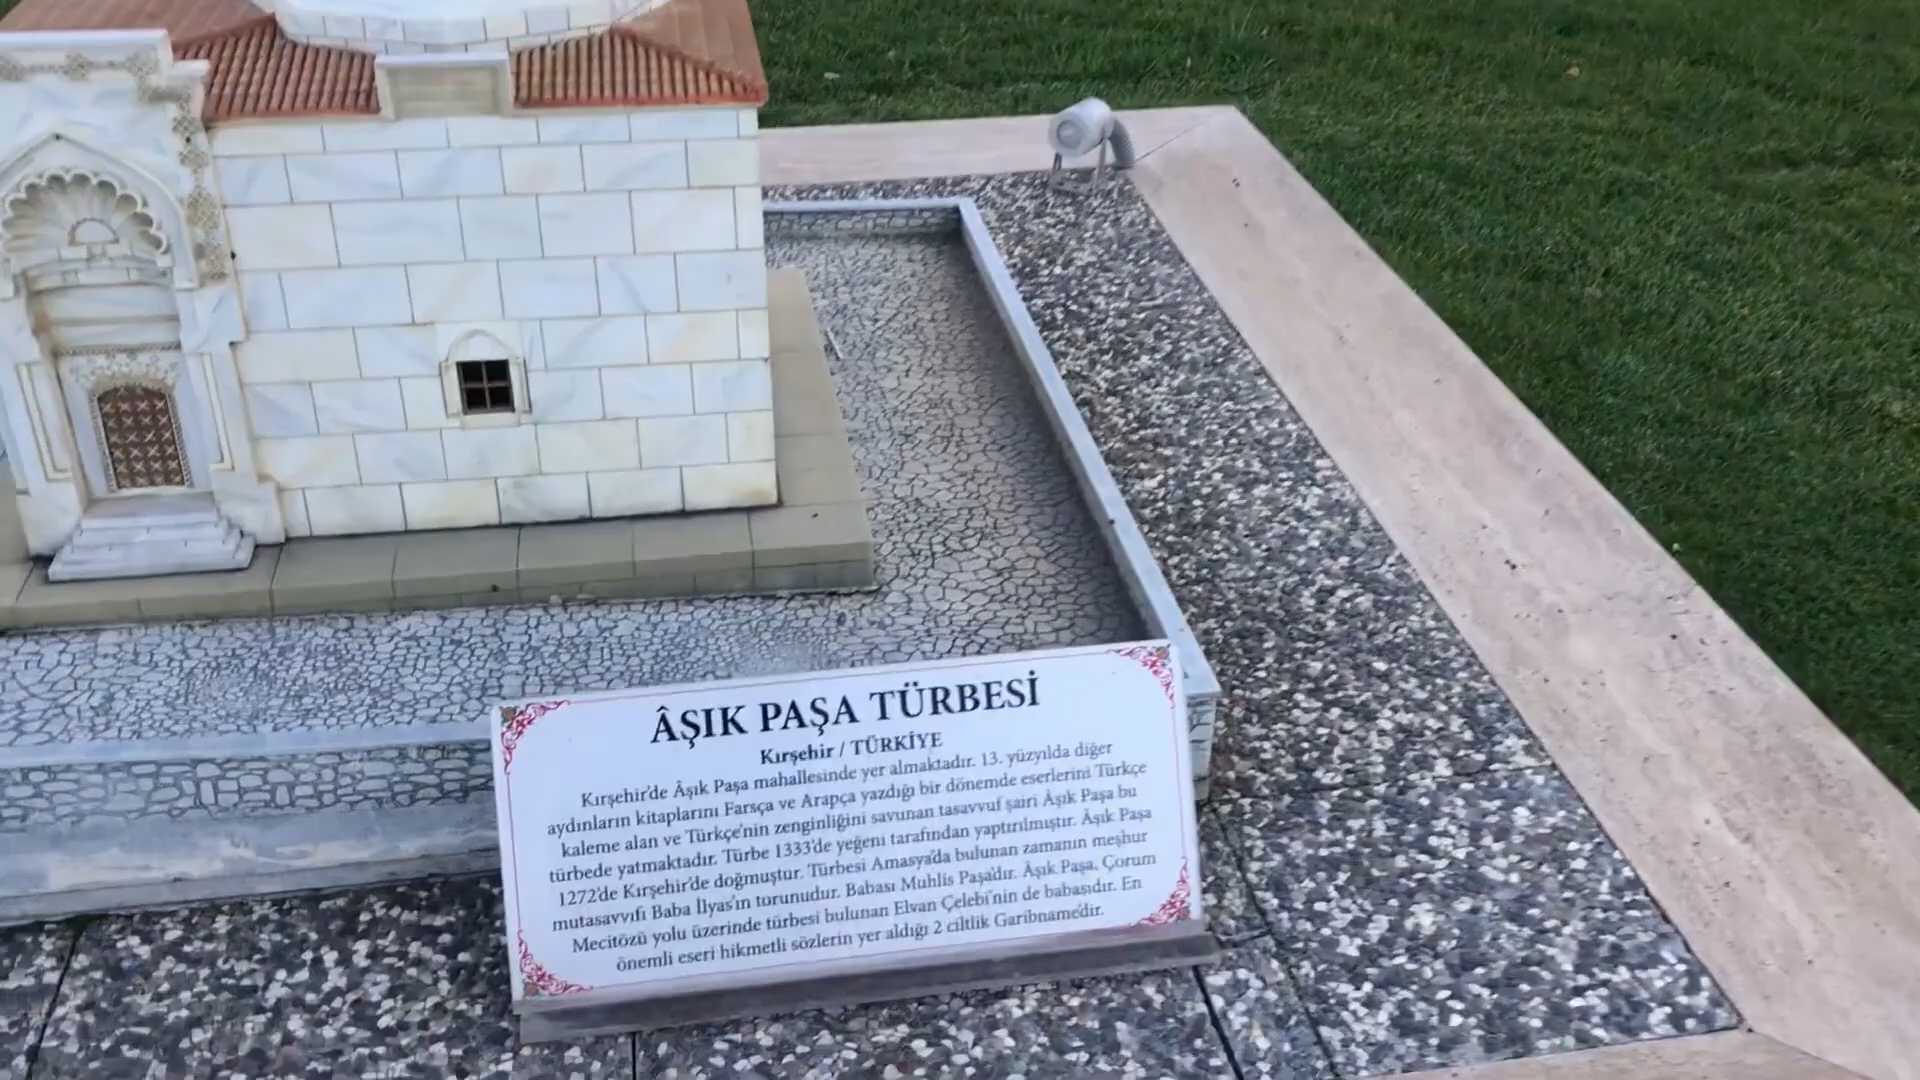 ÂŞIK PAŞA TÜRBESİ
Kırşehir / TÜRKİYE
Kırşehir'de Âşık Paşa mahallesinde yer almaktadır. 13. yüzyılda diğer
aydınların kitaplarını Farsça ve Arapça yazdığı bir dönemde eserlerini Türkçe
kaleme alan ve Türkçe'nin zenginliğini savunan tasavvuf şairi Âşık Paşa bu
türbede yatmaktadır. Türbe 1333'de yeğeni tarafından yaptırılmıştır. Âşık Paşa
1272'de Kırşehir'de doğmuştur. Türbesi Amasya'da bulunan zamanın meşhur
mutasavvıfı Baba İlyas'ın torunudur. Babası Muhlis Paşa'dır. Âşık Paşa, Çorum
Mecitözü yolu üzerinde türbesi bulunan Elvan Çelebi'nin de babasıdır. En
önemli eseri hikmetli sözlerin yer aldığı 2 ciltlik Garibname'dir.